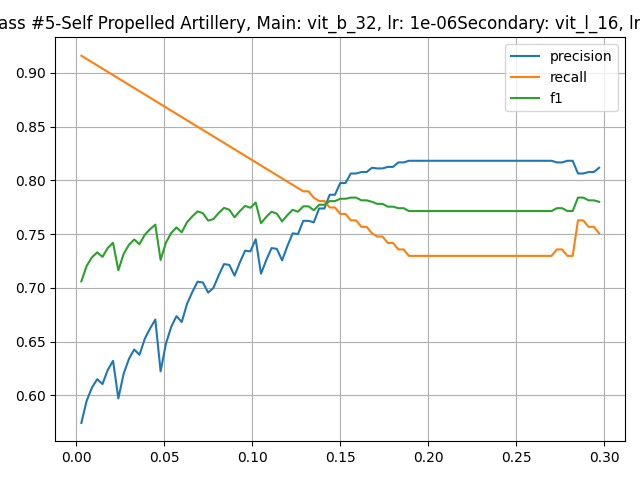 ass #5-Self Propelled Artillery, Main: vit_b_32, lr: 1e-06Secondary: vit_l_16, lr
precision
recall
f1
0.90
0.85
0.80
0.75
0.70
0.65
0.60
0.00 0.05 0.10 0.15 0.20 0.25 0.30